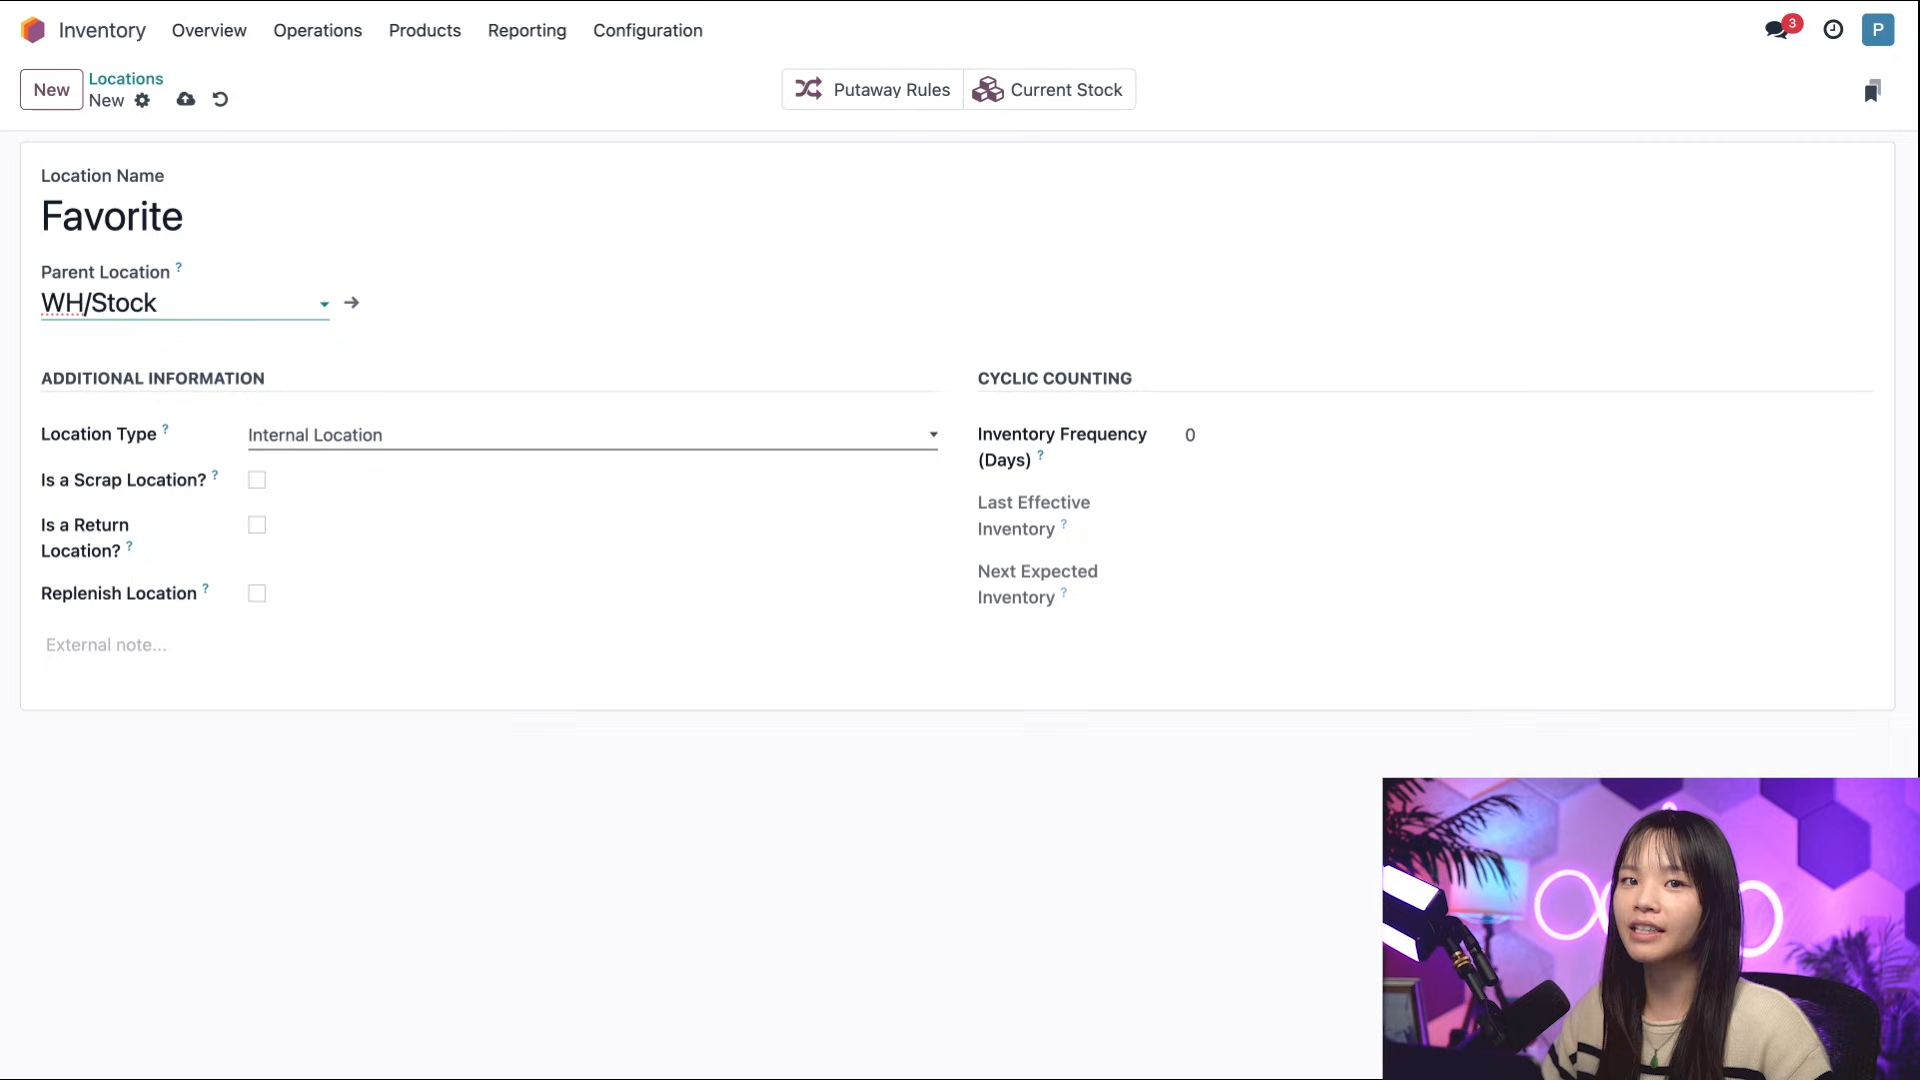 Inventory Overview Operations Products Reporting Configuration 3 P
New Locations
New
Putaway Rules Current Stock
Location Name
Favorite
Parent Location ?
WH/Stock
ADDITIONAL INFORMATION
Location Type ? Internal Location
Is a Scrap Location? ?
Is a Return
Location? ?
Replenish Location ?
External note...
CYCLIC COUNTING
Inventory Frequency 0
(Days) ?
Last Effective
Inventory ?
Next Expected
Inventory ?